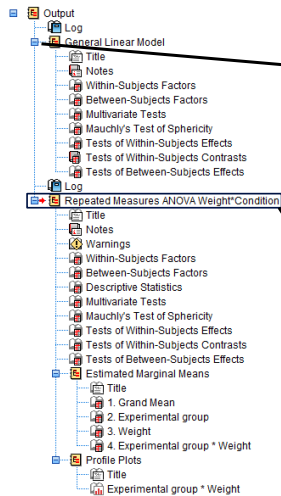 Output
Log
General Linear Model
Title
Notes
Within-Subjects Factors
Between-Subjects Factors
Multivariate Tests
Mauchly's Test of Sphericity
Tests of Within-Subjects Effects
Tests of Within-Subjects Contrasts
Tests of Between-Subjects Effects
Log
Repeated Measures ANOVA Weight*Condition
Title
Notes
Warnings
Within-Subjects Factors
Between-Subjects Factors
Descriptive Statistics
Multivariate Tests
Mauchly's Test of Sphericity
Tests of Within-Subjects Effects
Tests of Within-Subjects Contrasts
Tests of Between-Subjects Effects
Estimated Marginal Means
Title
1. Grand Mean
2. Experimental group
3. Weight
4. Experimental group * Weight
Profile Plots
Title
Experimental group * Weight